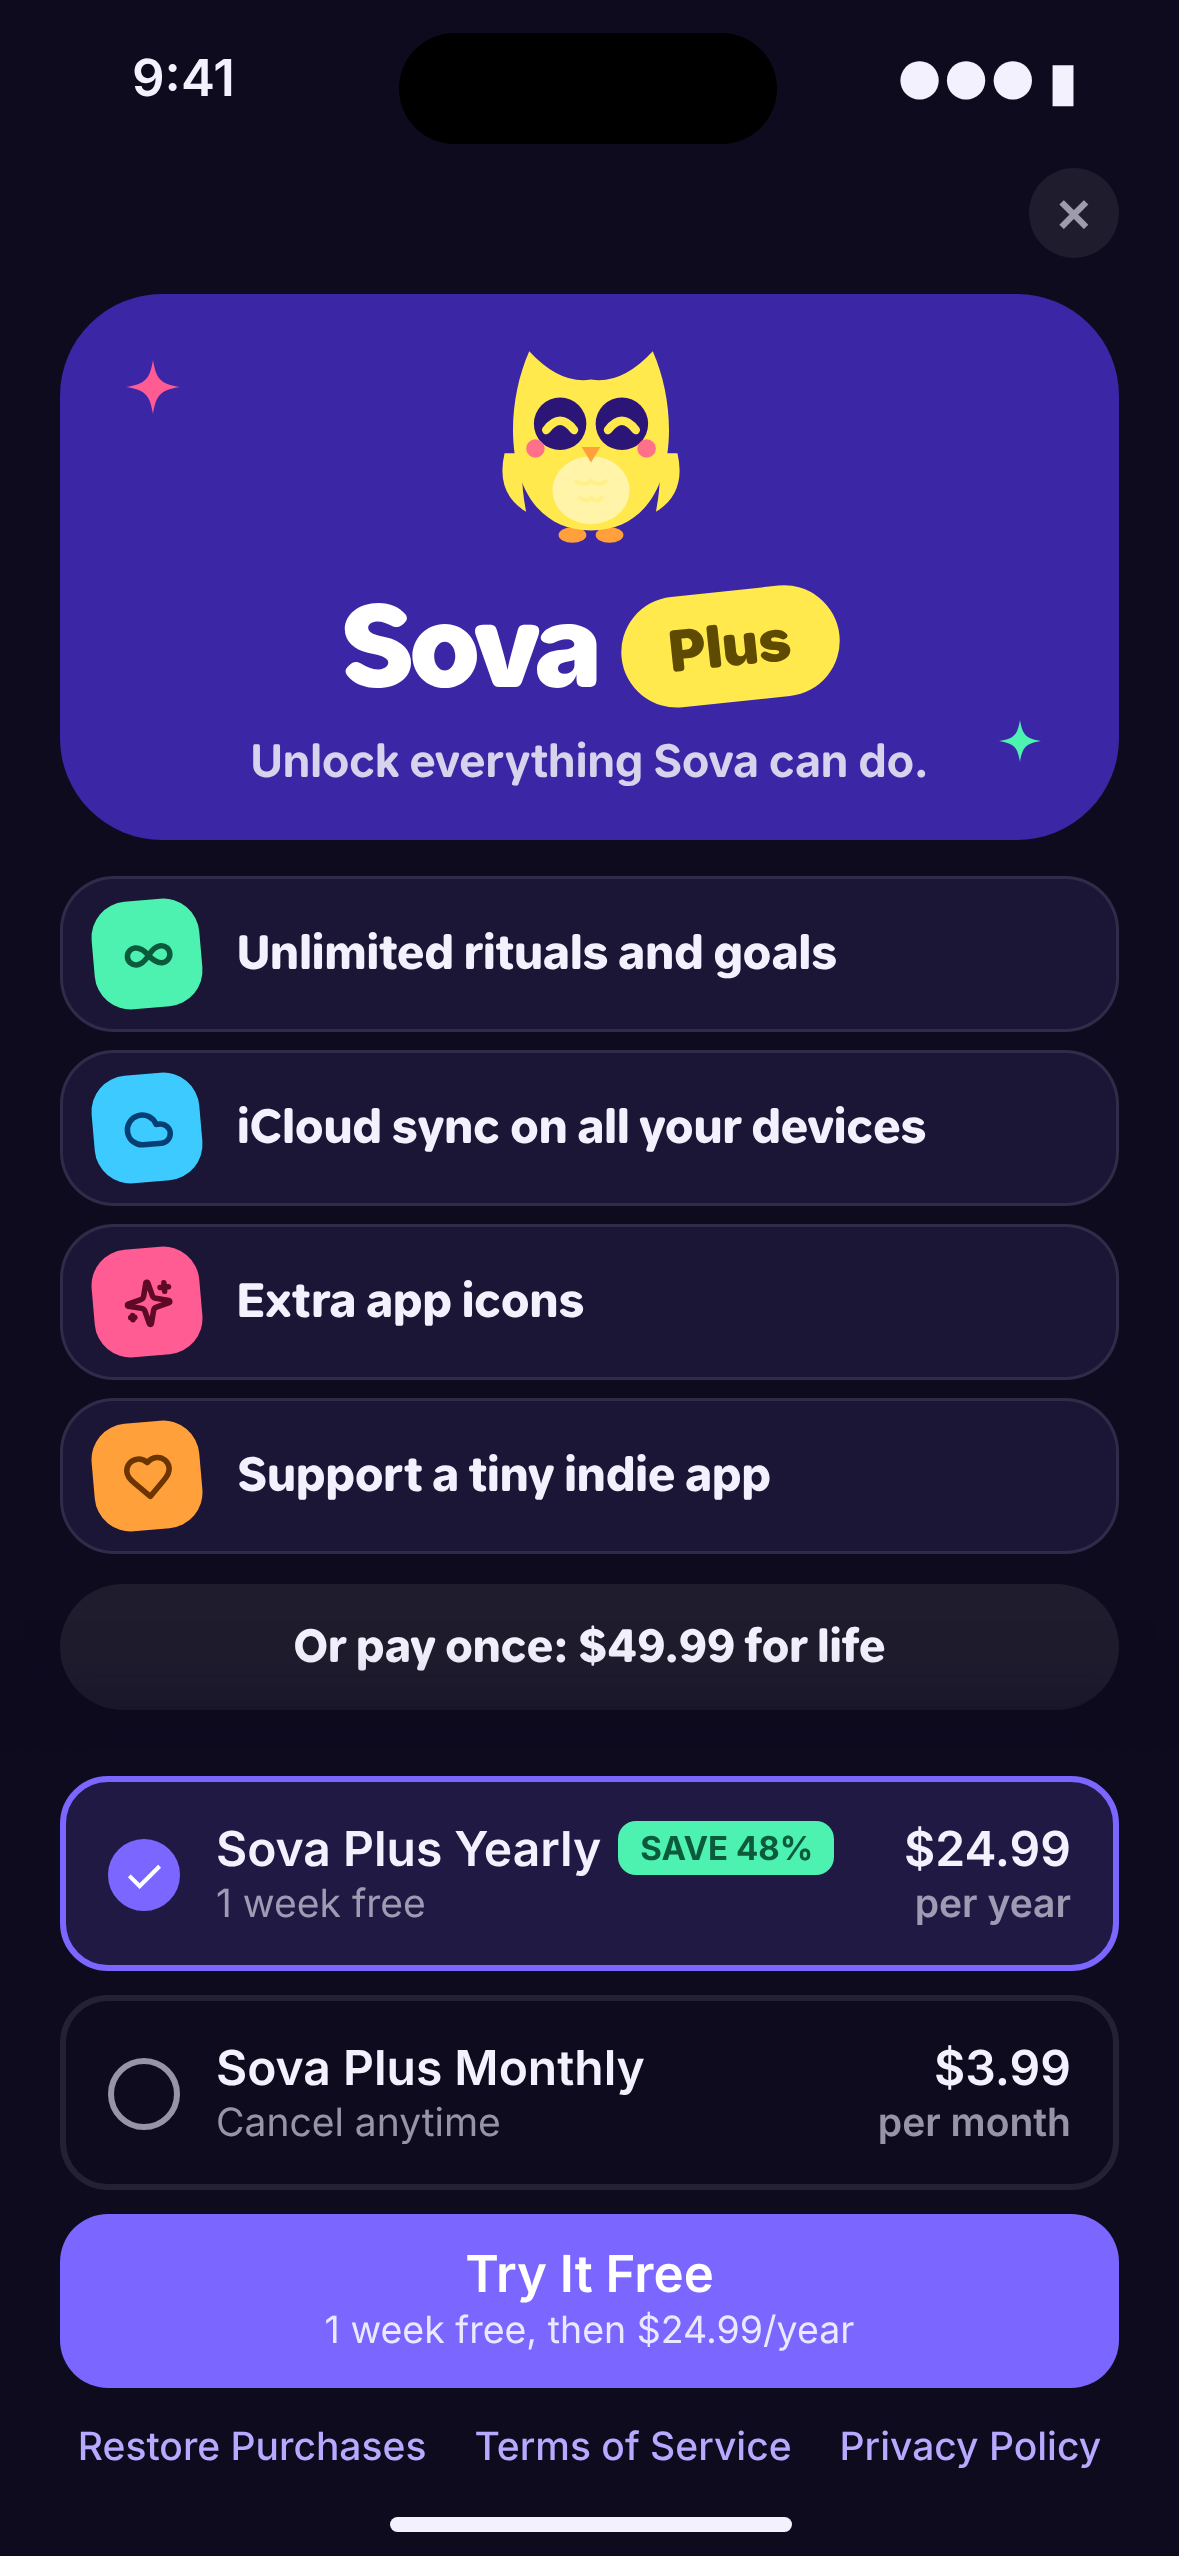 9:41
Sova Plus
Unlock everything Sova can do.
Unlimited rituals and goals
iCloud sync on all your devices
Extra app icons
Support a tiny indie app
Or pay once: $49.99 for life
Sova Plus Yearly SAVE 48% $24.99
1 week free per year
Sova Plus Monthly $3.99
Cancel anytime per month
Try It Free
1 week free, then $24.99/year
Restore Purchases Terms of Service Privacy Policy